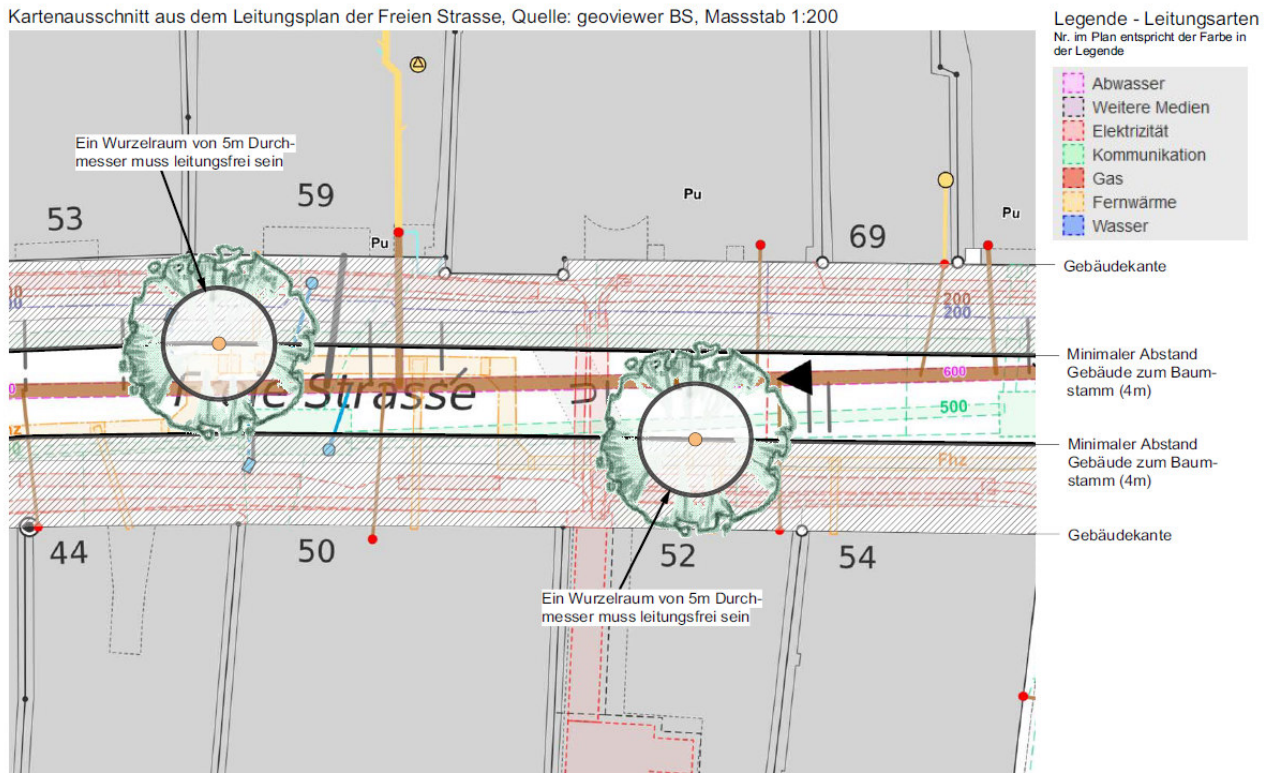 Kartenausschnitt aus dem Leitungsplan der Freien Strasse, Quelle: geoviewer BS, Massstab 1:200
Legende - Leitungsarten
Nr. im Plan entspricht der Farbe in
der Legende
Abwasser
Weitere Medien
Elektrizität
Kommunikation
Gas
Fernwärme
Wasser
Ein Wurzelraum von 5m Durch-
messer muss leitungsfrei sein
53
59
Pu
Pu
69
Pu
Gebäudekante
200
200
Minimaler Abstand
Gebäude zum Baum-
stamm (4m)
600
Strasse
500
Minimaler Abstand
Gebäude zum Baum-
stamm (4m)
Fhz
Gebäudekante
44
50
52
54
Ein Wurzelraum von 5m Durch-
messer muss leitungsfrei sein